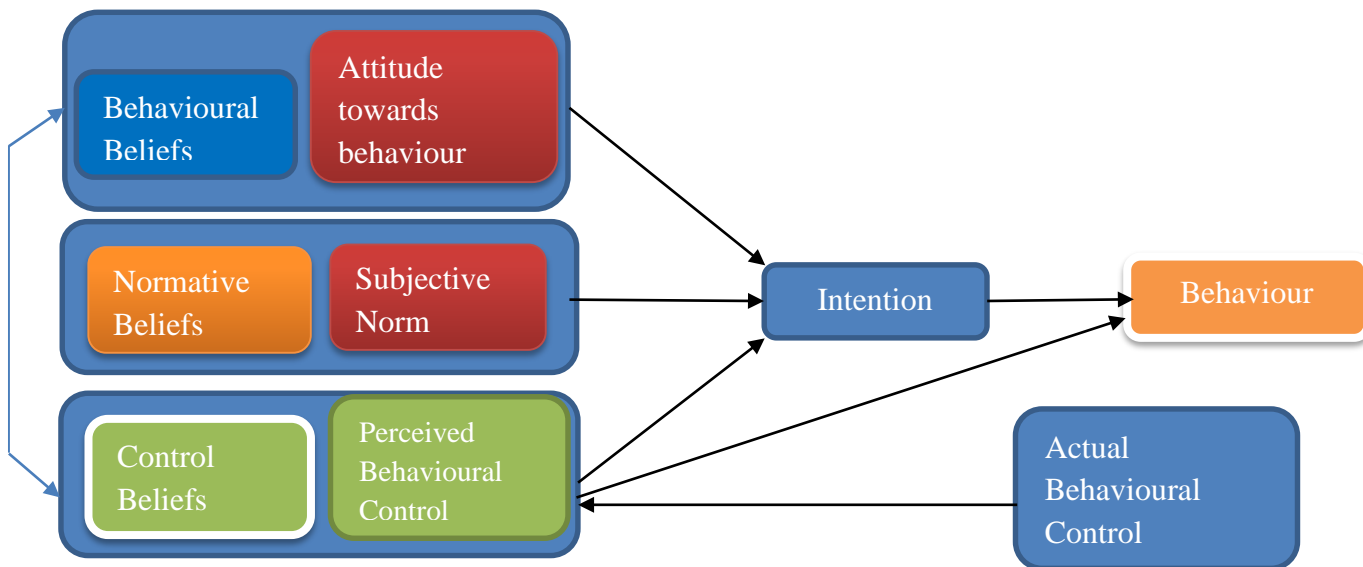 Behavioural
Beliefs
Attitude
towards
behaviour
Normative
Beliefs
Subjective
Norm
Intention
Behaviour
Control
Beliefs
Perceived
Behavioural
Control
Actual
Behavioural
Control